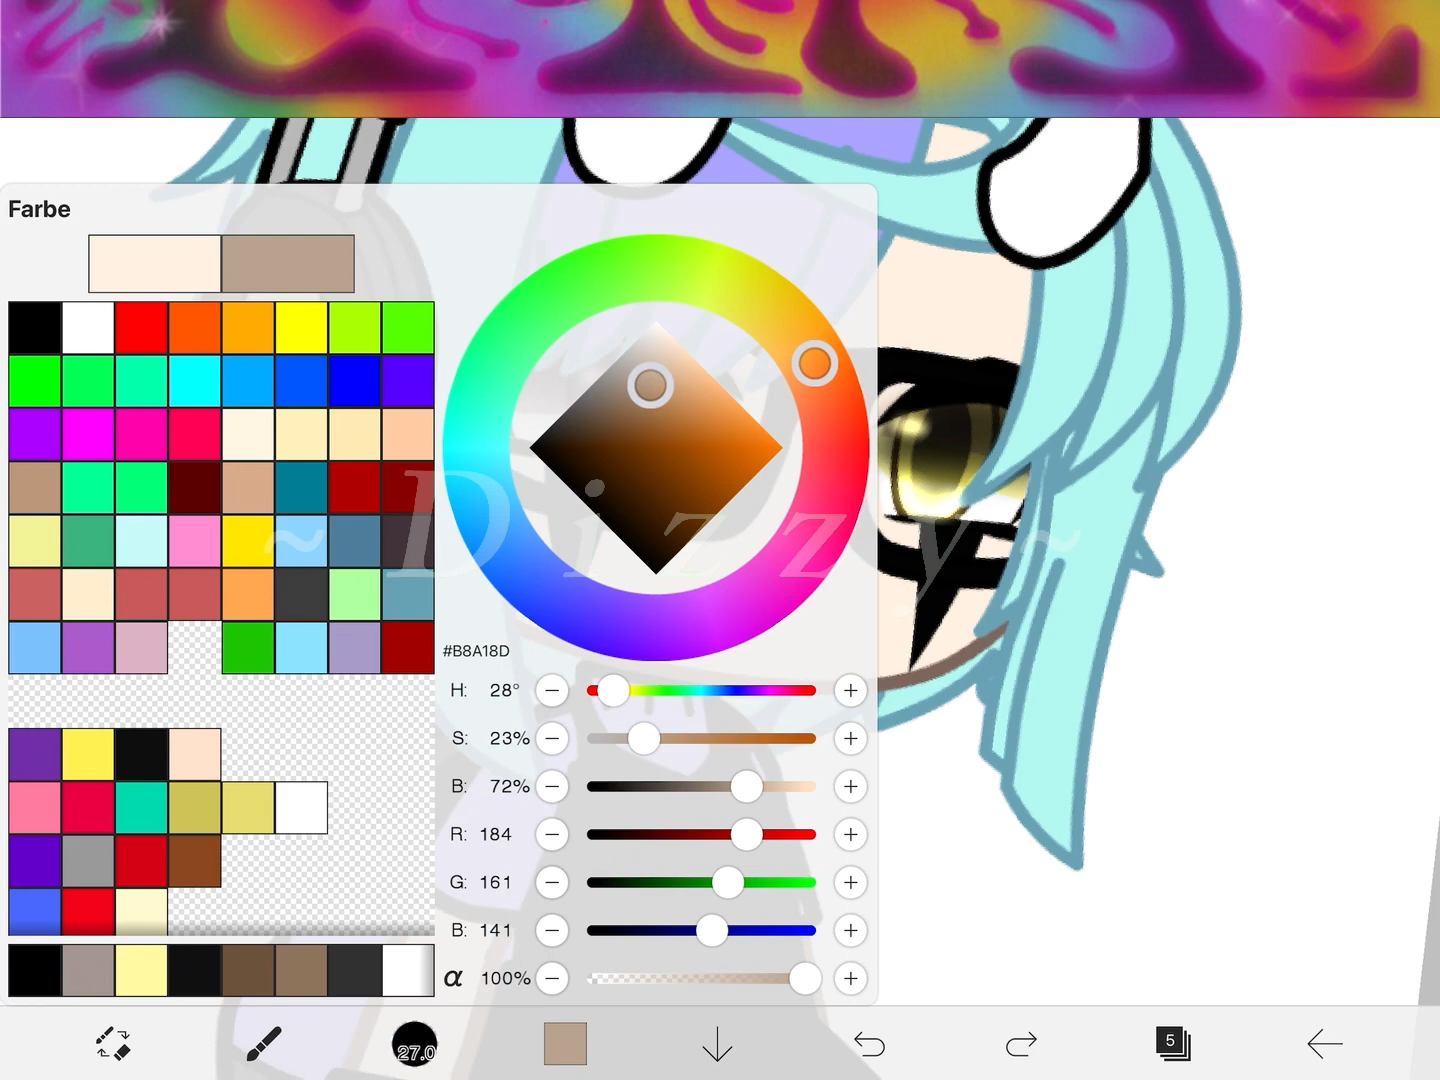 Farbe
~ Dizzy ~
#B8A18D
H: 28°
S: 23%
B: 72%
R: 184
G: 161
B: 141
α 100%
27.0
5